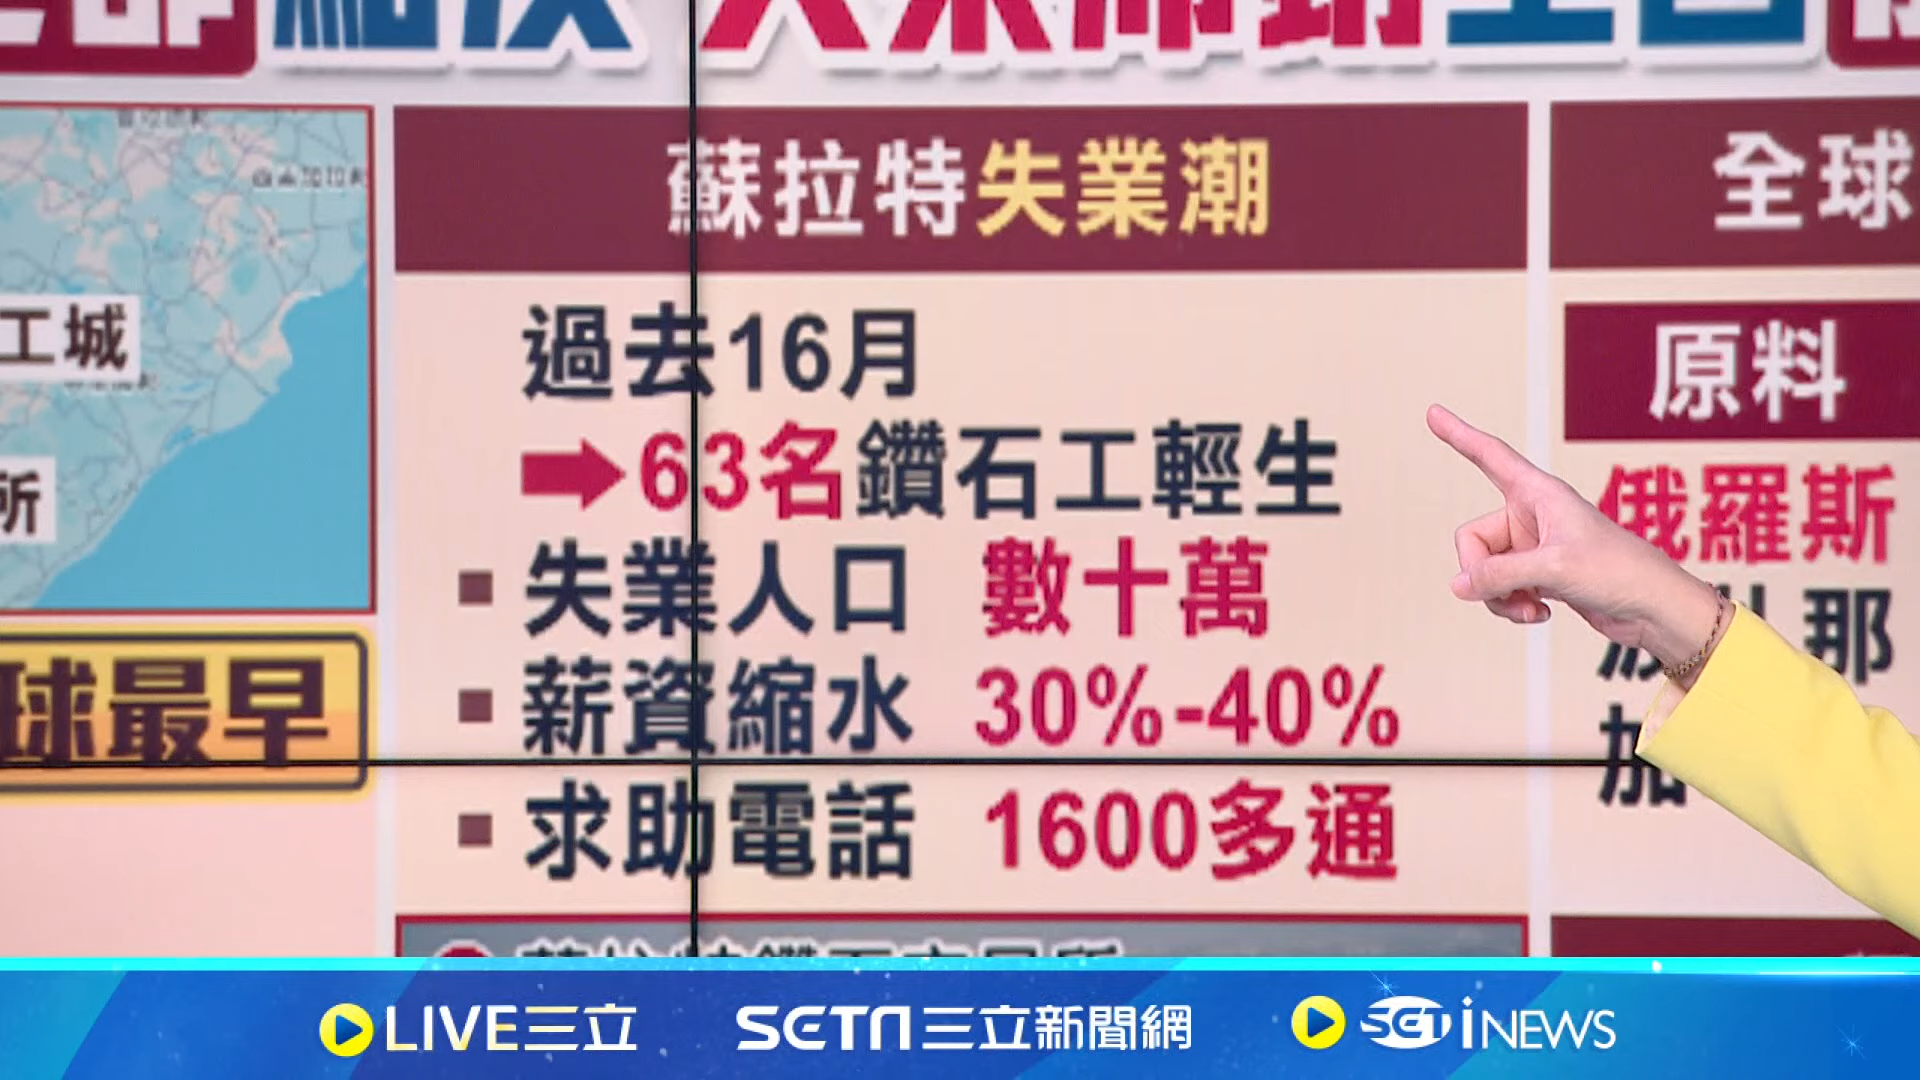 蘇拉特失業潮
全球
工城
過去16月
原料
➡63名鑽石工輕生
俄羅斯
所
▪ 失業人口 數十萬
那
球最早
▪ 薪資縮水 30%-40%
加
▪ 求助電話 1600多通
LIVE三立
SETN三立新聞網
SETiNEWS